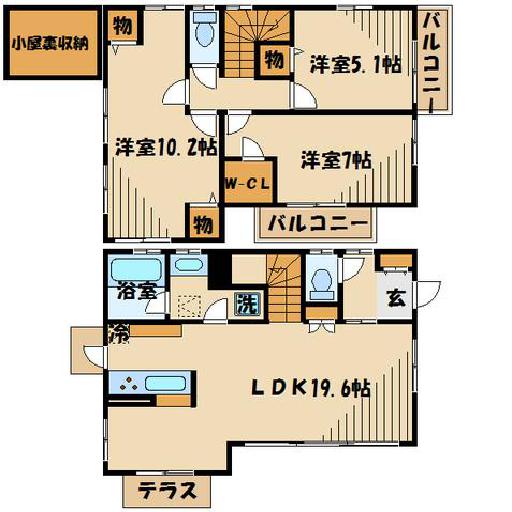 小屋裏収納
物
物
洋室5.1帖
バルコニー
洋室10.2帖
洋室7帖
W-CL
物
バルコニー
浴室
洗
玄
冷
LDK19.6帖
テラス